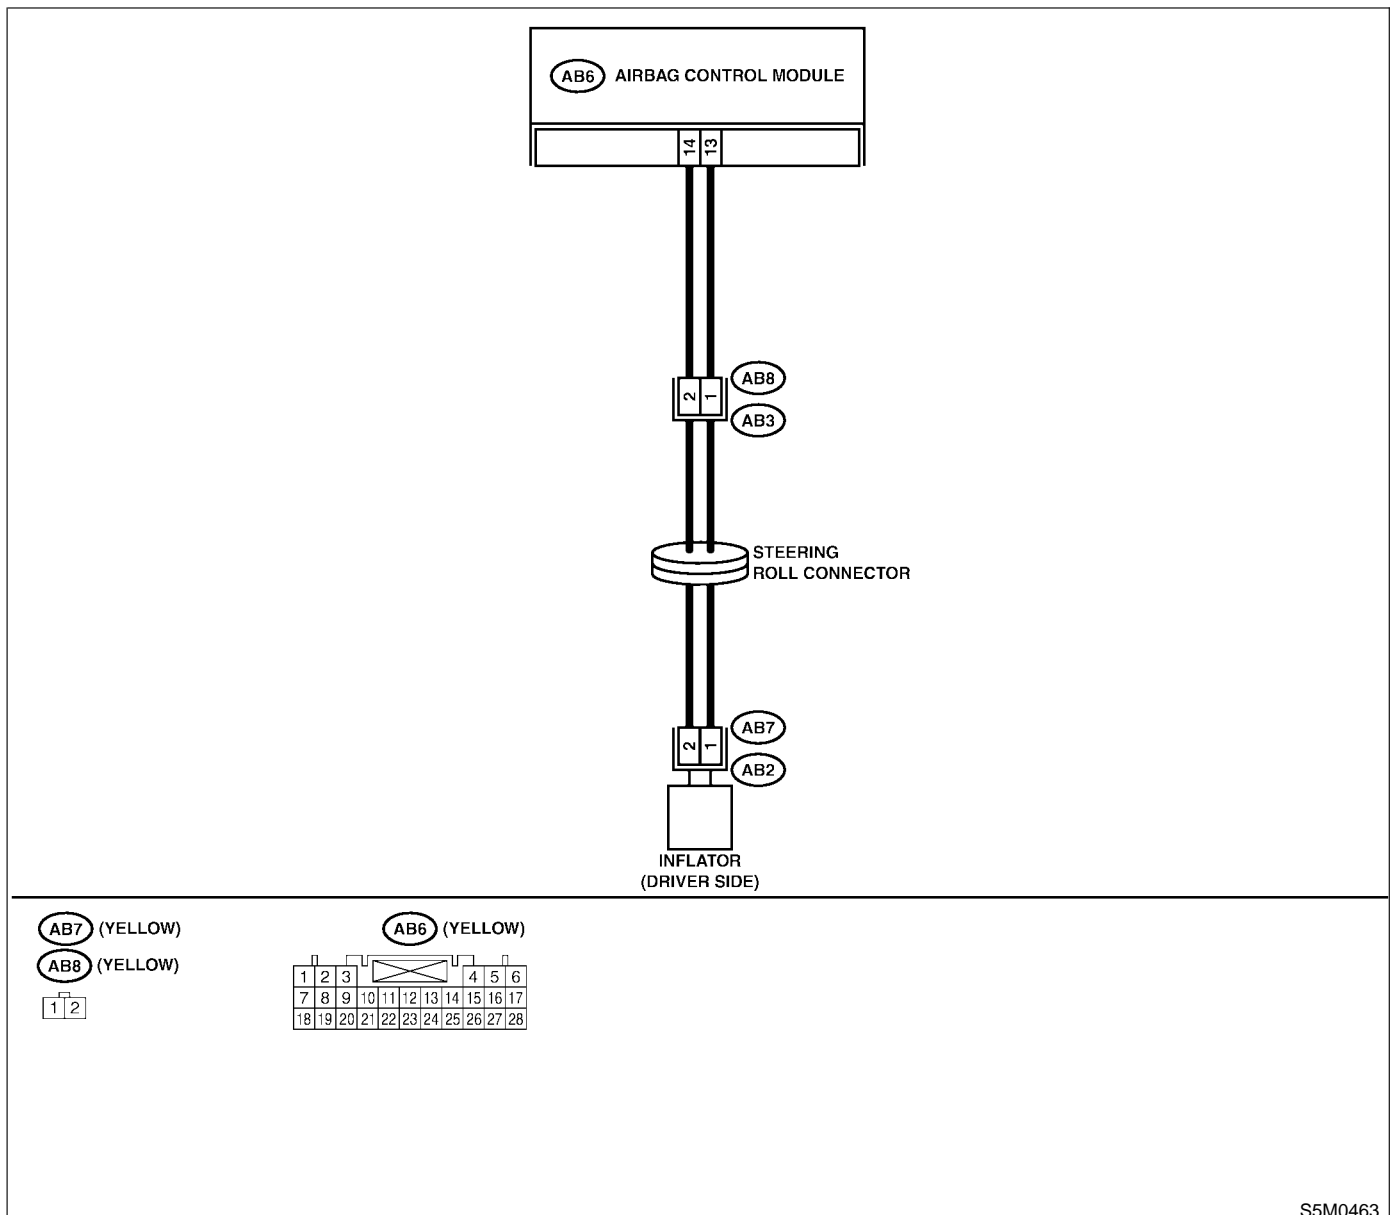 AB6 AIRBAG CONTROL MODULE
14 13
AB8
2 1
AB3
STEERING
ROLL CONNECTOR
AB7
2 1
AB2
INFLATOR
(DRIVER SIDE)
AB7 (YELLOW)
AB8 (YELLOW)
1 2
AB6 (YELLOW)
1 2 3 4 5 6
7 8 9 10 11 12 13 14 15 16 17
18 19 20 21 22 23 24 25 26 27 28
S5M0463